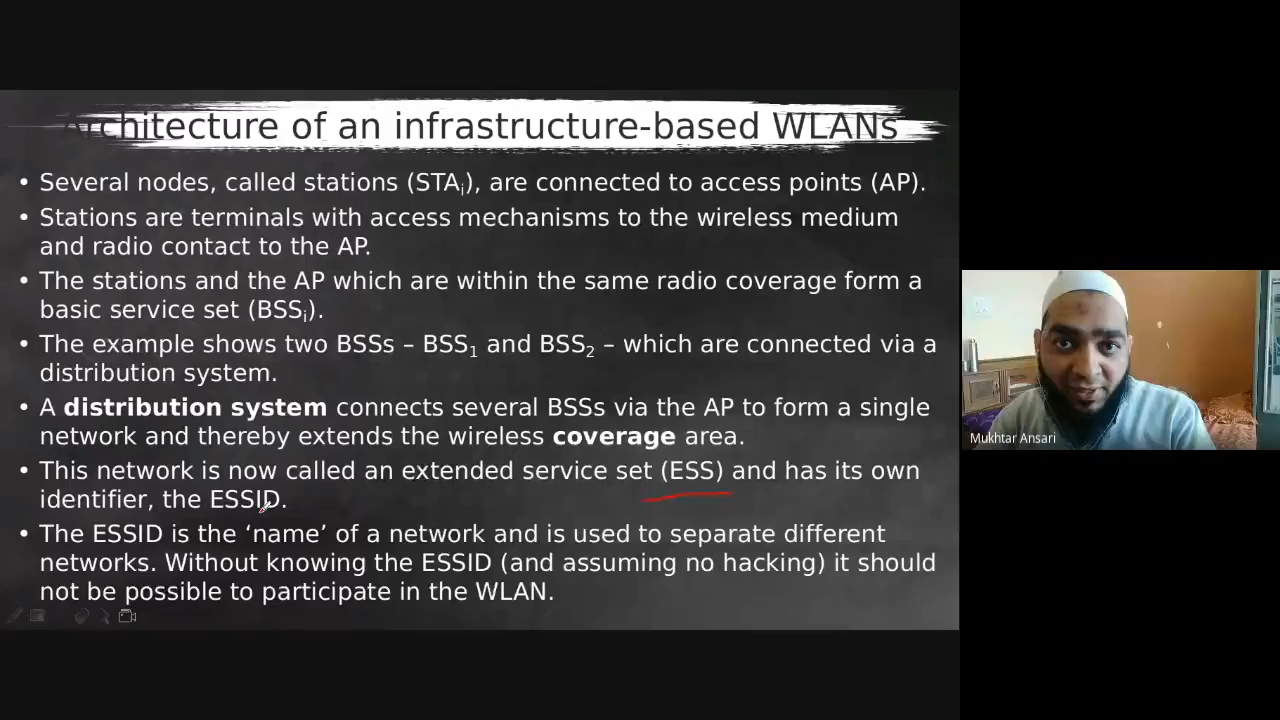 Architecture of an infrastructure-based WLANs
• Several nodes, called stations (STAi), are connected to access points (AP).
• Stations are terminals with access mechanisms to the wireless medium
and radio contact to the AP.
• The stations and the AP which are within the same radio coverage form a
basic service set (BSSi).
• The example shows two BSSs – BSS1 and BSS2 – which are connected via a
distribution system.
• A distribution system connects several BSSs via the AP to form a single
network and thereby extends the wireless coverage area.
• This network is now called an extended service set (ESS) and has its own
identifier, the ESSID.
• The ESSID is the ‘name’ of a network and is used to separate different
networks. Without knowing the ESSID (and assuming no hacking) it should
not be possible to participate in the WLAN.
Mukhtar Ansari